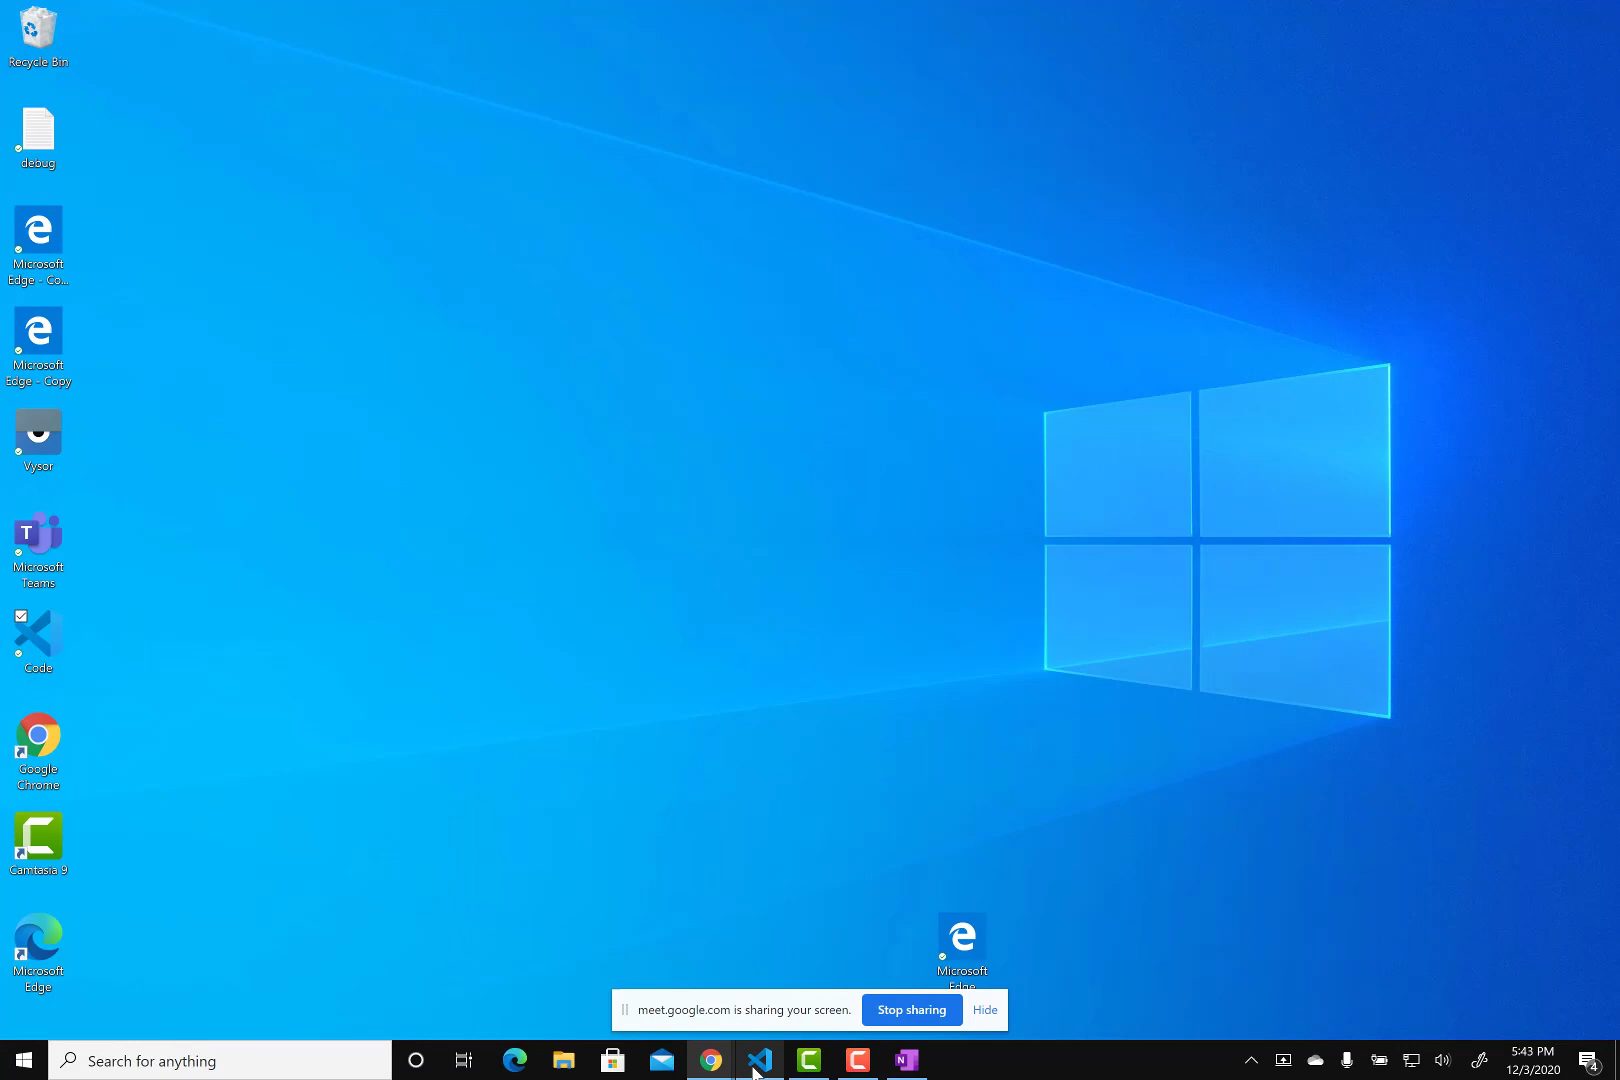 Recycle Bin
debug
Microsoft
Edge - Co...
Microsoft
Edge - Copy
Vysor
T
Microsoft
Teams
Code
Google
Chrome
Camtasia 9
Microsoft
Edge
Microsoft
Edge
meet.google.com is sharing your screen.
Stop sharing
Hide
Search for anything
N
5:43 PM
12/3/2020
4